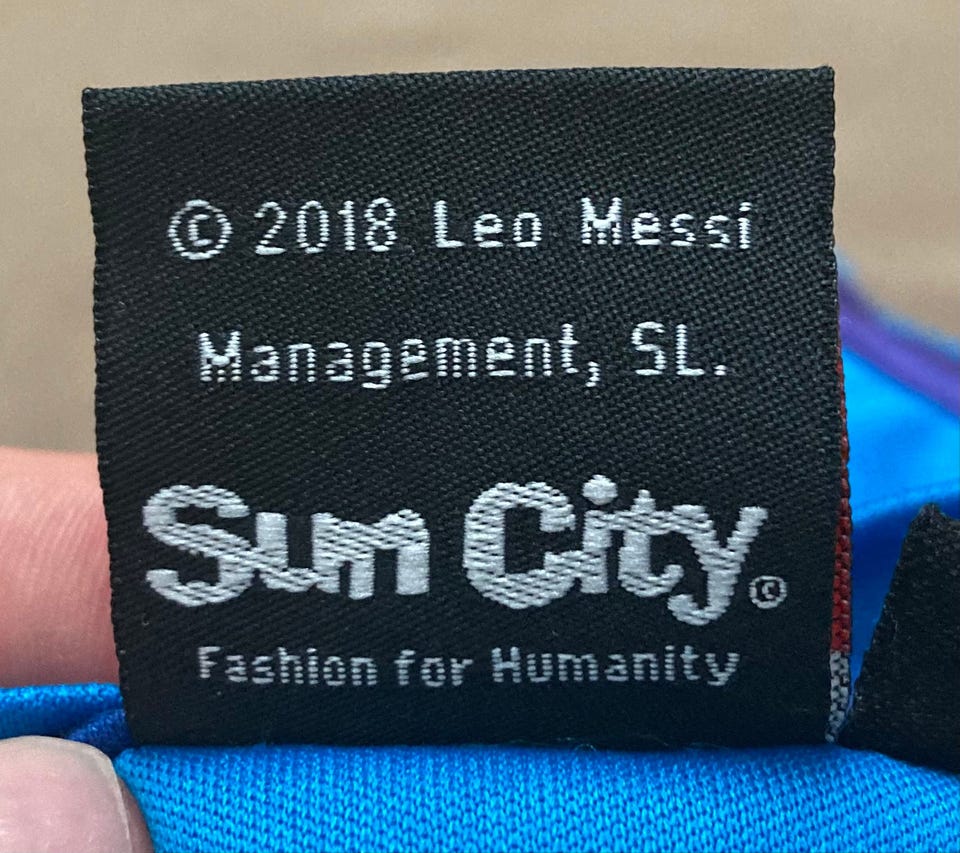 © 2018 Leo Messi
Management, SL.
Sun City©
Fashion for Humanity